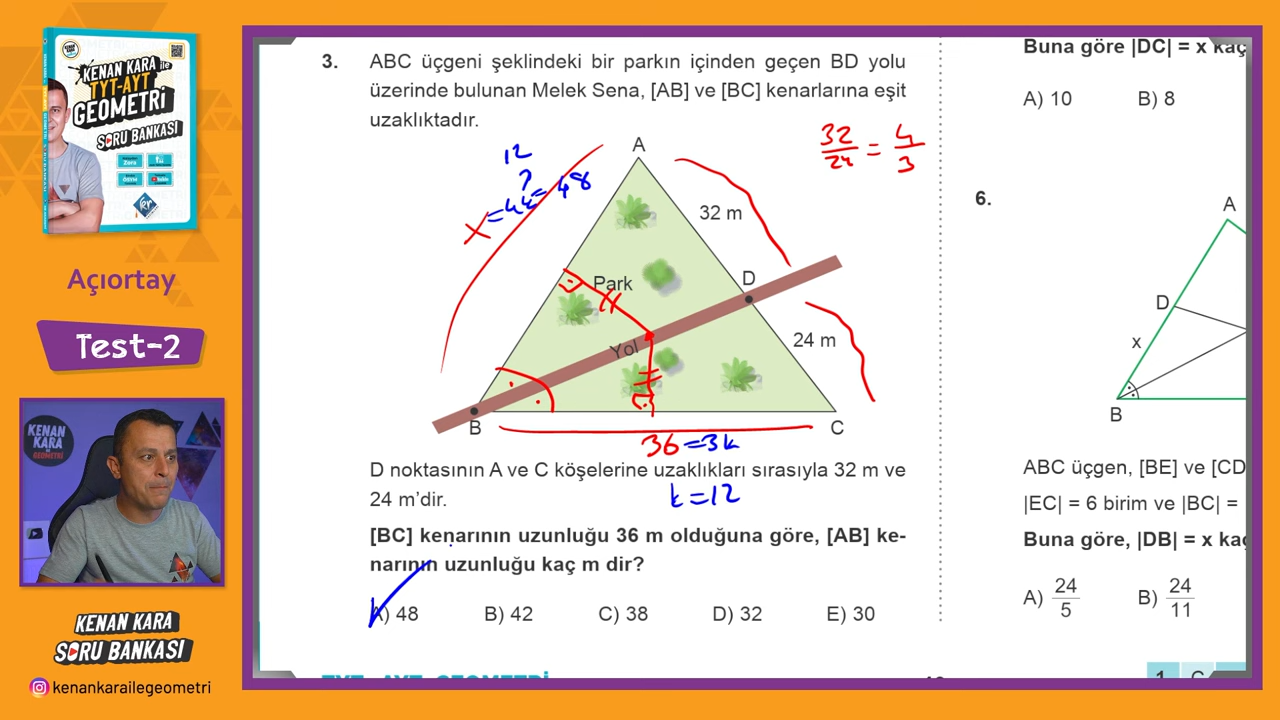 KENAN KARA ile
TYT-AYT
GEOMETRİ
SORU BANKASI
Açıortay
Test-2
KENAN KARA
ile
GEOMETRİ
KENAN KARA
SORU BANKASI
kenankarailegeometri
3. ABC üçgeni şeklindeki bir parkın içinden geçen BD yolu
üzerinde bulunan Melek Sena, [AB] ve [BC] kenarlarına eşit
uzaklıktadır.
32/24 = 4/3
12
x = 4k = 48
A
32 m
Park
D
Yol
24 m
B
C
36 = 3k
D noktasının A ve C köşelerine uzaklıkları sırasıyla 32 m ve
24 m'dir.
k = 12
[BC] kenarının uzunluğu 36 m olduğuna göre, [AB] ke-
narının uzunluğu kaç m dir?
A) 48 B) 42 C) 38 D) 32 E) 30
Buna göre |DC| = x kaç
A) 10 B) 8
6.
A
D
x
B
ABC üçgen, [BE] ve [CD
|EC| = 6 birim ve |BC| =
Buna göre, |DB| = x kaç
A) 24/5 B) 24/11